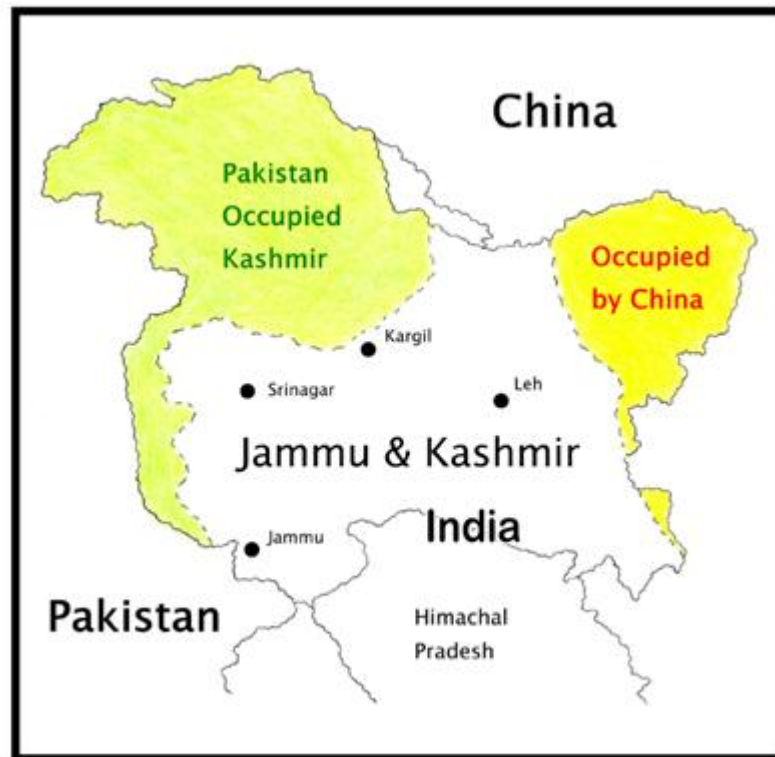 China
Pakistan
Occupied
Kashmir
Occupied
by China
Kargil
Srinagar
Leh
Jammu & Kashmir
India
Jammu
Pakistan
Himachal
Pradesh